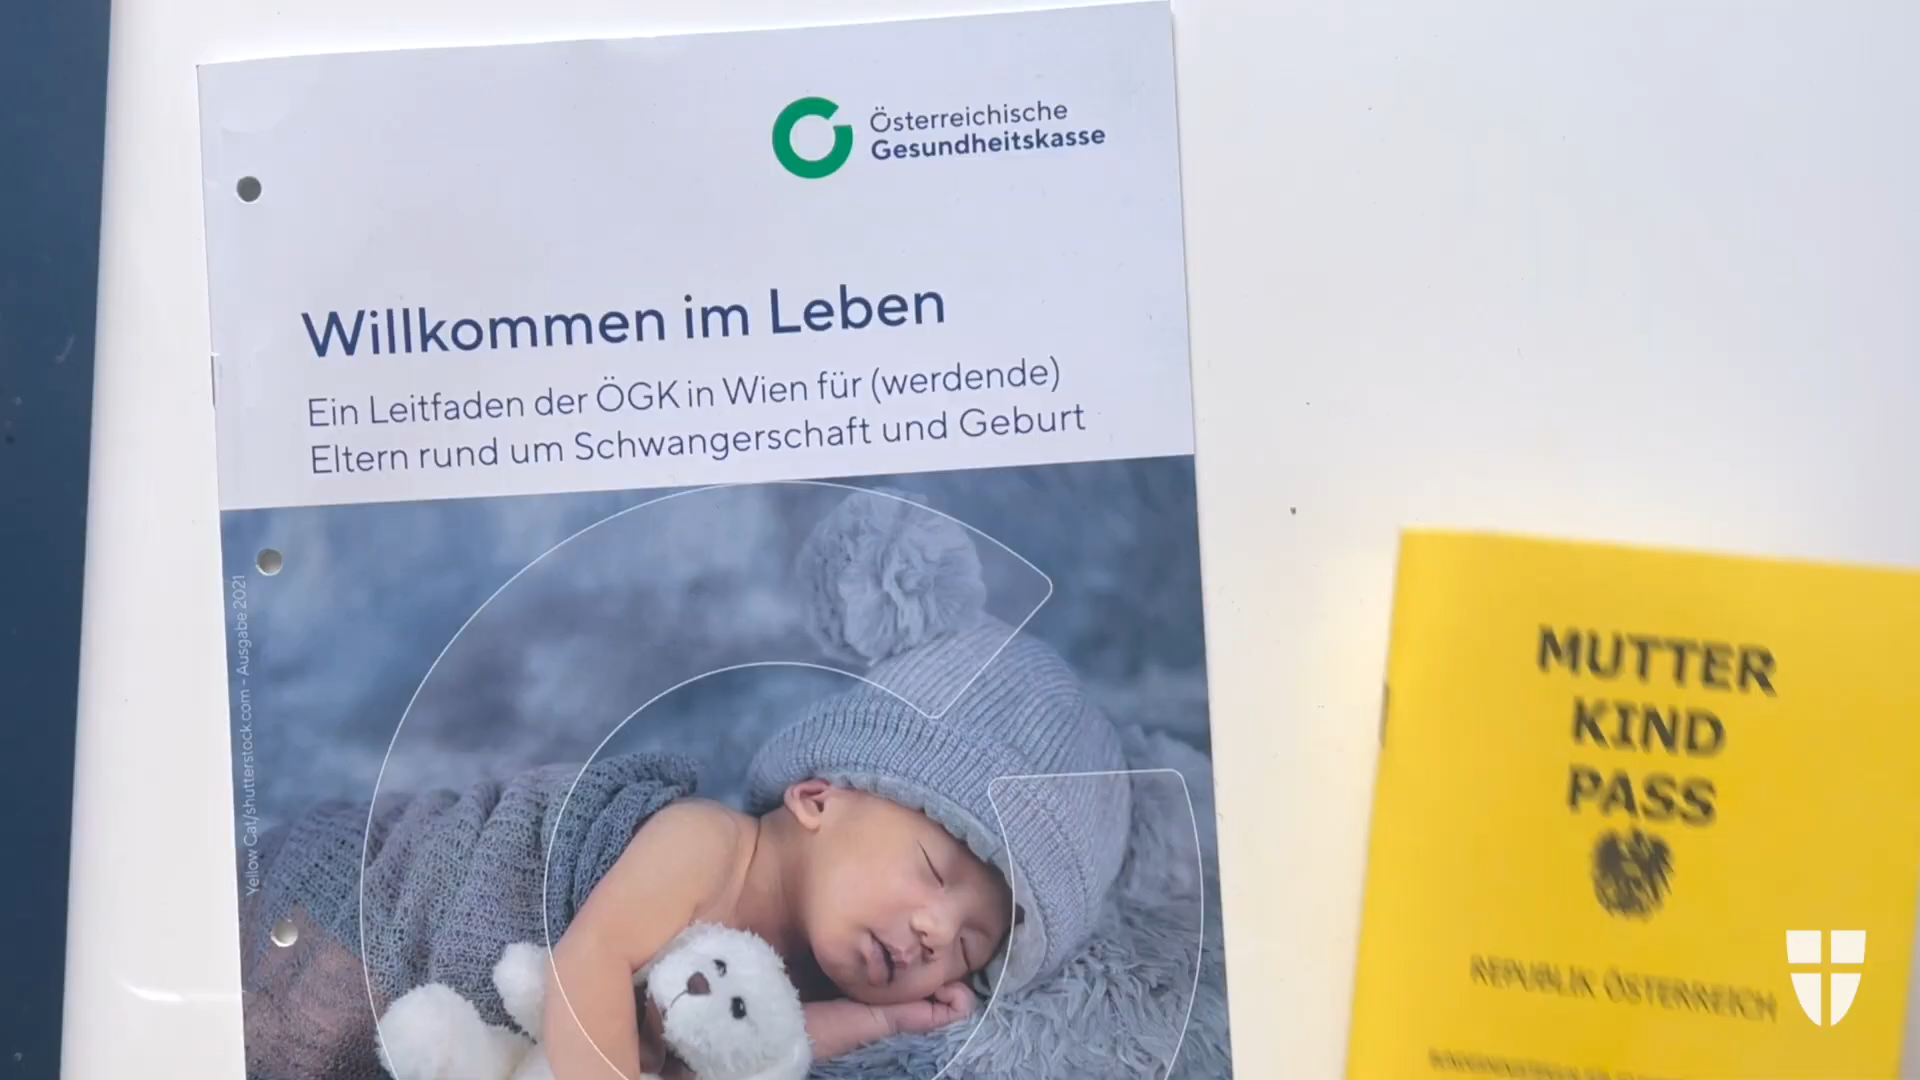 Österreichische
Gesundheitskasse
Willkommen im Leben
Ein Leitfaden der ÖGK in Wien für (werdende)
Eltern rund um Schwangerschaft und Geburt
Yellow Cat/shutterstock.com - Ausgabe 2021
MUTTER
KIND
PASS
REPUBLIK ÖSTERREICH